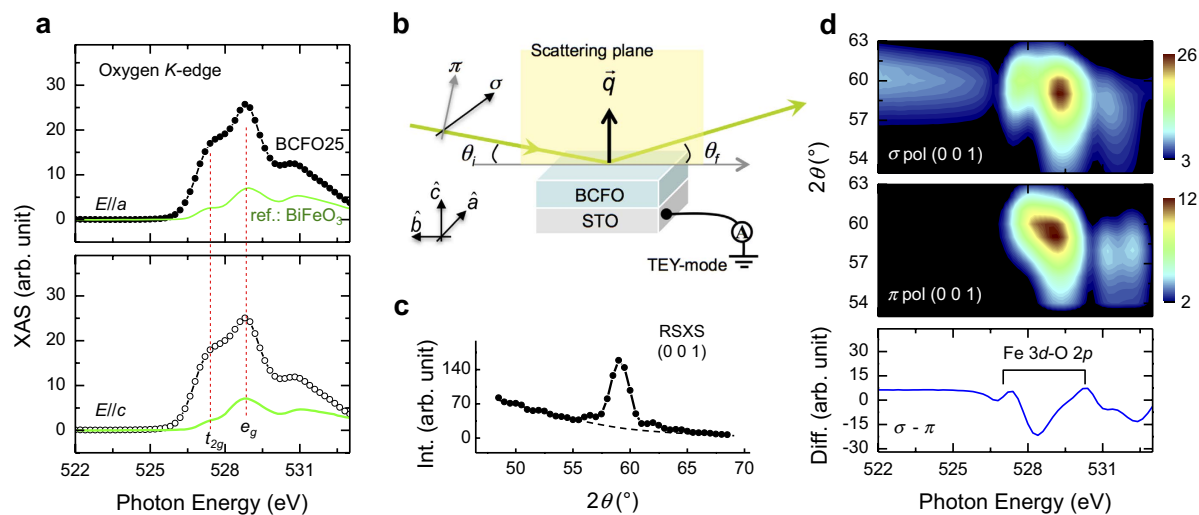 a
Oxygen K-edge
BCFO25
E//a
ref.: BiFeO3
30
20
10
0
E//c
t2g
eg
30
20
10
0
522 525 528 531
XAS (arb. unit)
Photon Energy (eV)
b
Scattering plane
π
σ
q
θi
θf
BCFO
STO
ĉ
â
b̂
A
TEY-mode
c
RSXS
(0 0 1)
140
70
0
50 55 60 65 70
Int. (arb. unit)
2θ(°)
d
63
60
57
54
σ pol (0 0 1)
26
3
63
60
57
54
π pol (0 0 1)
12
2
2θ(°)
Fe 3d-O 2p
σ - π
30
15
0
-15
-30
522 525 528 531
Diff. (arb. unit)
Photon Energy (eV)